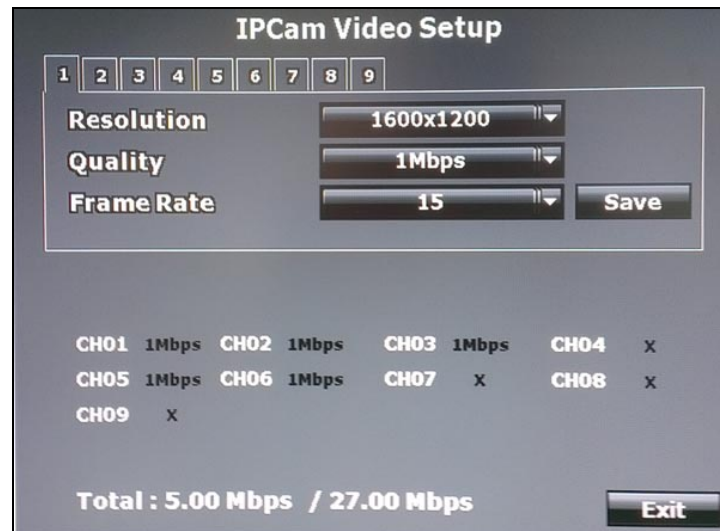 IPCam Video Setup
1 2 3 4 5 6 7 8 9
Resolution 1600x1200
Quality 1Mbps
Frame Rate 15 Save
CH01 1Mbps CH02 1Mbps CH03 1Mbps CH04 X
CH05 1Mbps CH06 1Mbps CH07 X CH08 X
CH09 X
Total : 5.00 Mbps / 27.00 Mbps Exit